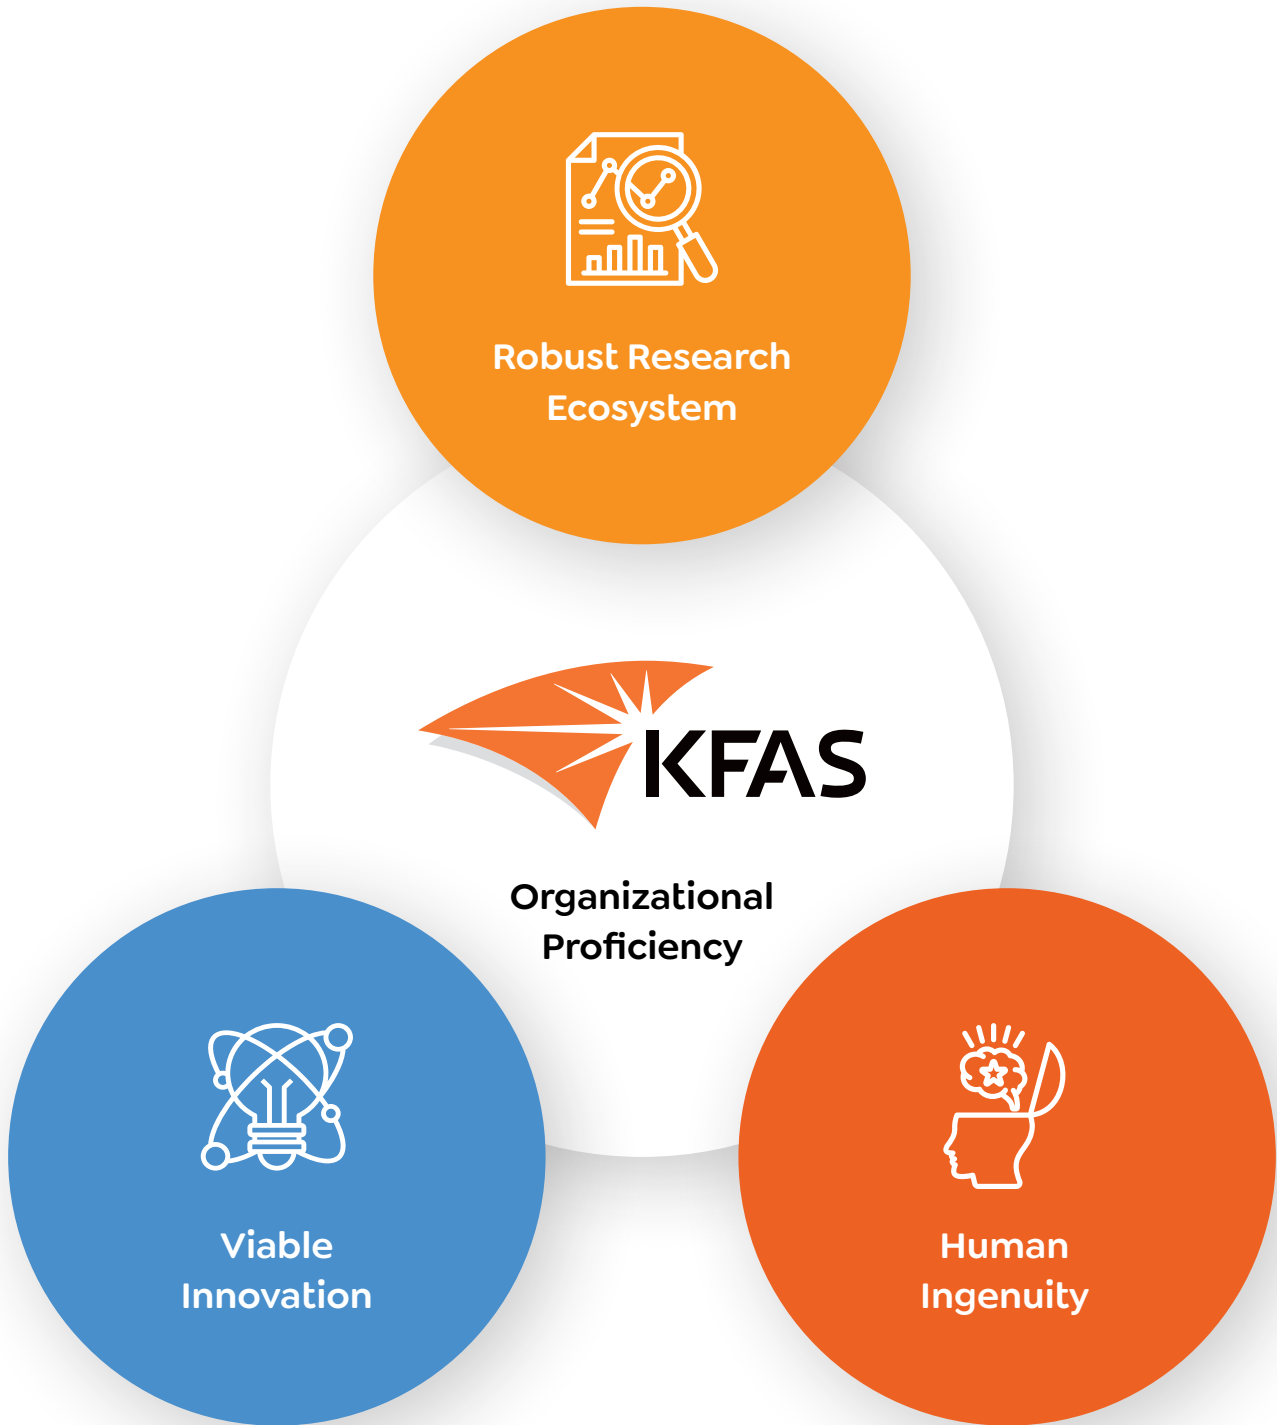 Robust Research
Ecosystem
KFAS
Organizational
Proficiency
Viable
Innovation
Human
Ingenuity